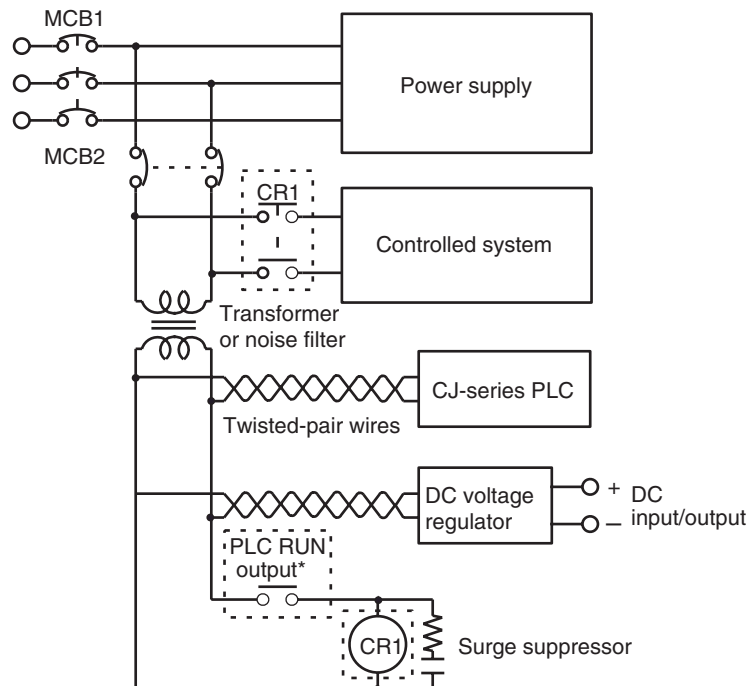 MCB1
Power supply
MCB2
CR1
Controlled system
Transformer
or noise filter
CJ-series PLC
Twisted-pair wires
DC voltage
regulator
+
–
DC
input/output
PLC RUN
output*
CR1
Surge suppressor